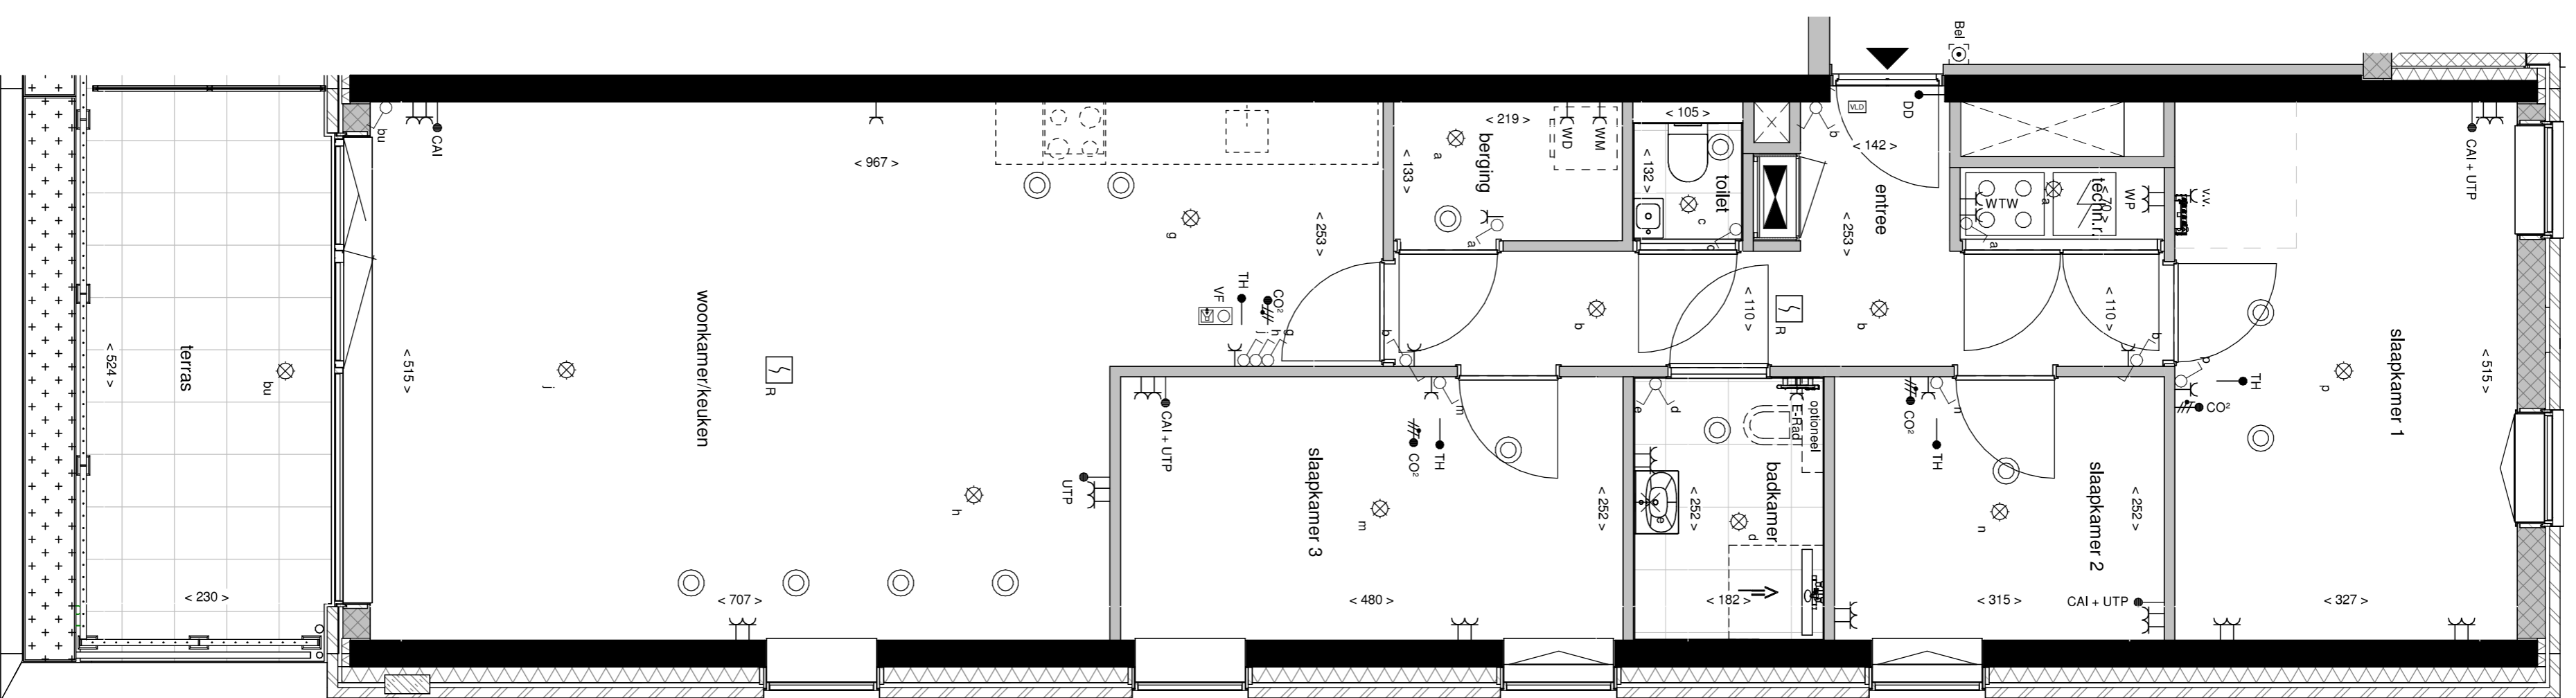 Bel
bu
CAI
< 967 >
< 219 >
WD
WM
< 105 >
b
VLD
DD
< 142 >
CAI + UTP
a
berging
< 133 >
< 132 >
toilet
c
c
entree
WTW
a
techn.r.
< 70 >
WP
v.v.
g
< 253 >
a
< 253 >
a
TH
VF
CO²
j
h
g
b
b
< 110 >
R
b
< 110 >
b
terras
< 524 >
bu
< 515 >
j
woonkamer/keuken
R
p
TH
CO²
p
slaapkamer 1
< 515 >
CAI + UTP
m
CO²
TH
e
d
E-Rad
optioneel
CO²
TH
n
UTP
h
slaapkamer 3
m
< 252 >
e
< 252 >
badkamer
d
n
slaapkamer 2
< 252 >
< 230 >
< 707 >
< 480 >
< 182 >
< 315 >
CAI + UTP
< 327 >